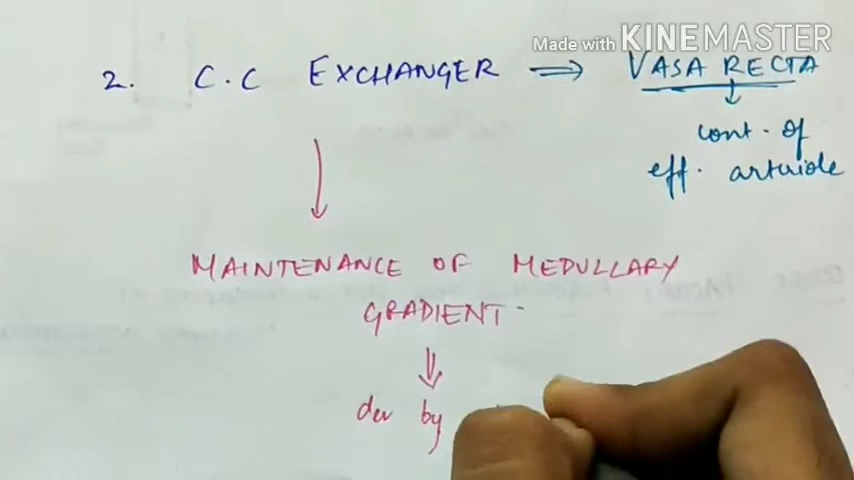 Made with KINEMASTER
2. C.C EXCHANGER ⇒ VASA RECTA
cont. of
eff. arteriole
MAINTENANCE OF MEDULLARY
GRADIENT -
dev by